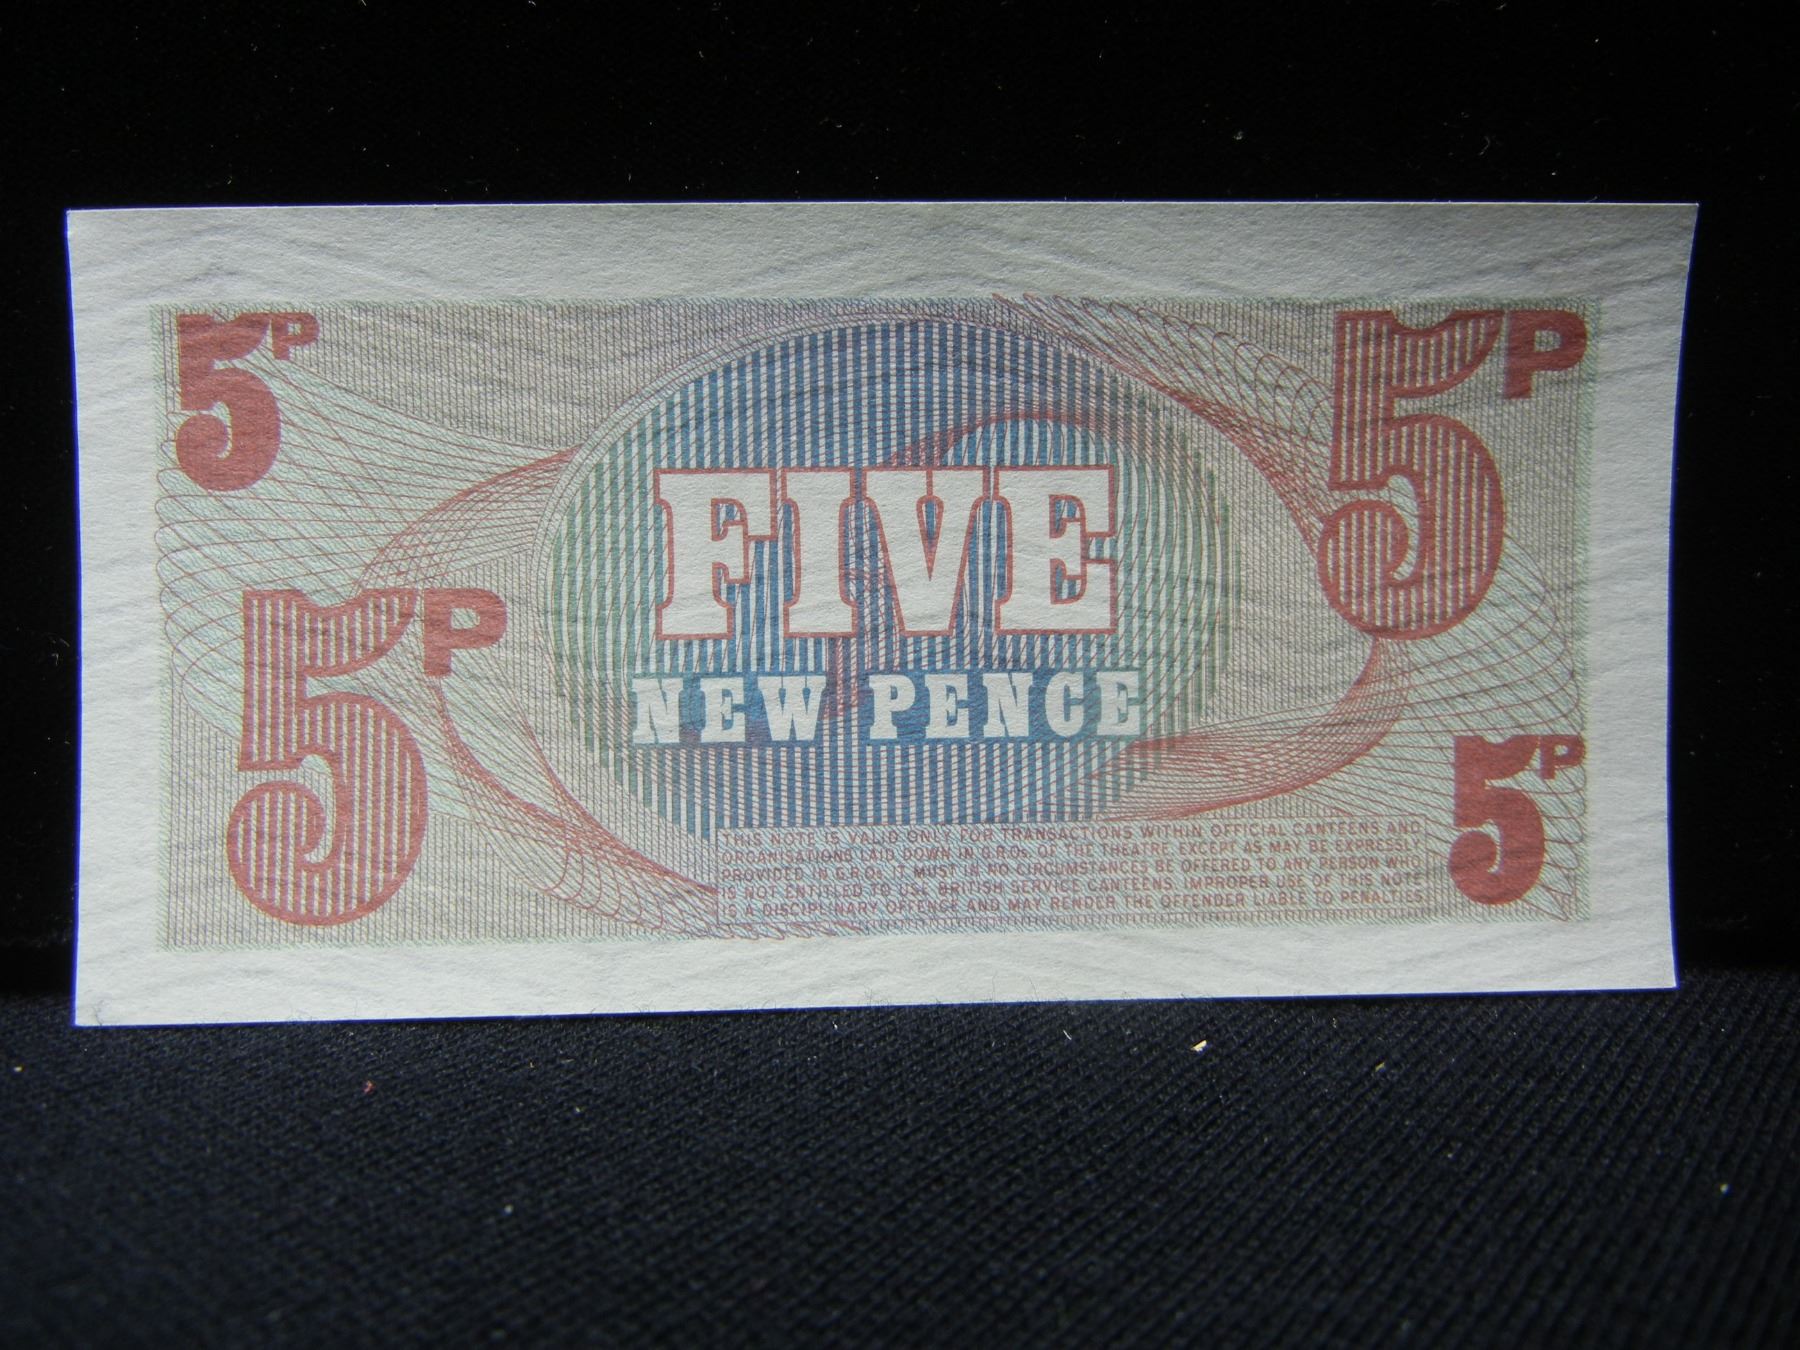 5P
5P
5P
FIVE
NEW PENCE
5P
THIS NOTE IS VALID ONLY FOR TRANSACTIONS WITHIN OFFICIAL CANTEENS AND
ORGANISATIONS LAID DOWN IN G.R.Os. OF THE THEATRE EXCEPT AS MAY BE EXPRESSLY
PROVIDED IN G.R.Os. IT MUST IN NO CIRCUMSTANCES BE OFFERED TO ANY PERSON WHO
IS NOT ENTITLED TO USE BRITISH SERVICE CANTEENS. IMPROPER USE OF THIS NOTE
IS A DISCIPLINARY OFFENCE AND MAY RENDER THE OFFENDER LIABLE TO PENALTIES